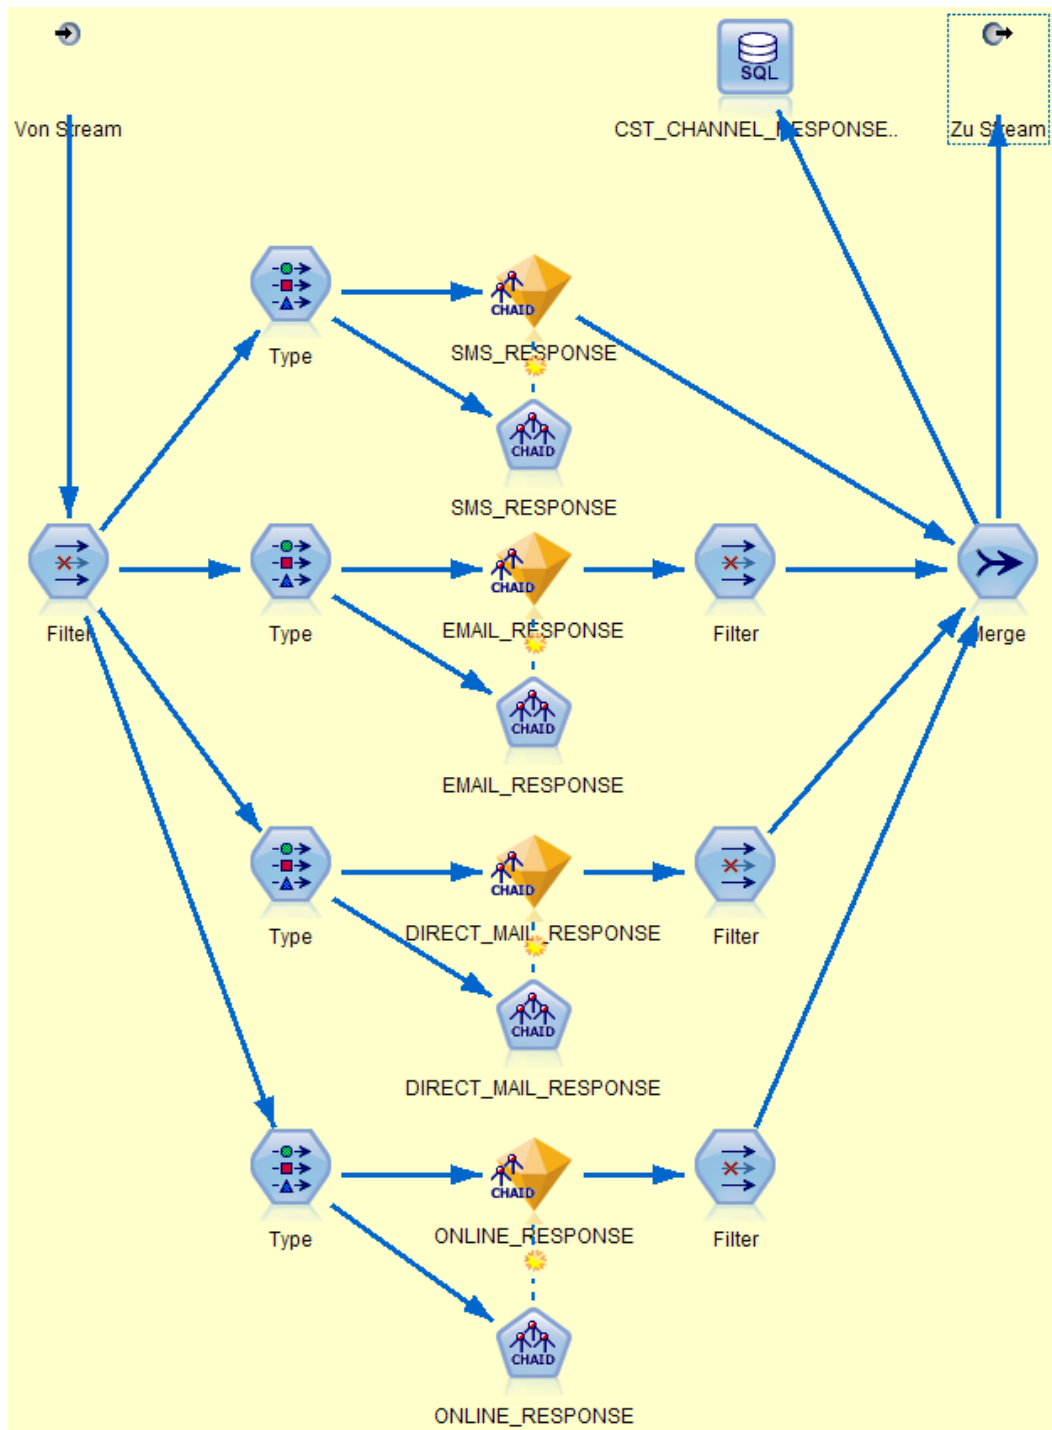 Von Stream
SQL
CST_CHANNEL_RESPONSE..
Zu Stream
Type
CHAID
SMS_RESPONSE
CHAID
SMS_RESPONSE
Filter
Type
CHAID
EMAIL_RESPONSE
Filter
Merge
CHAID
EMAIL_RESPONSE
Type
CHAID
DIRECT_MAIL_RESPONSE
Filter
CHAID
DIRECT_MAIL_RESPONSE
Type
CHAID
ONLINE_RESPONSE
Filter
CHAID
ONLINE_RESPONSE